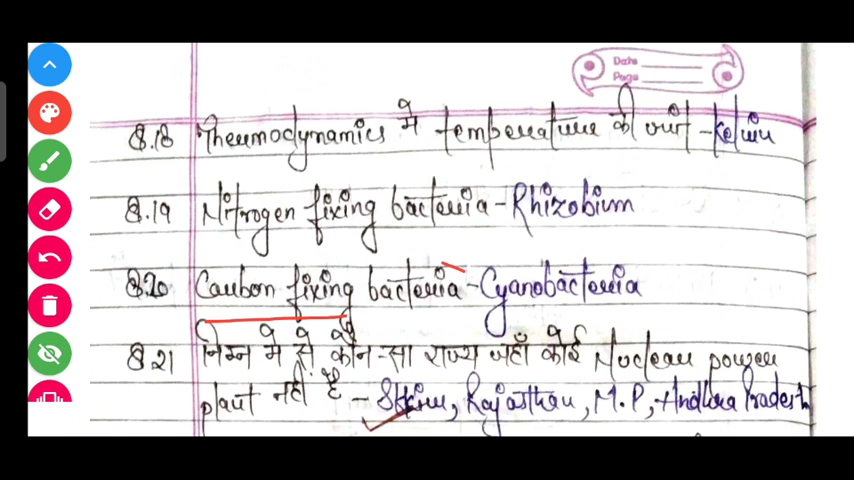 Date
Page
Q.18 Thermodynamics में temperature की unit - Kelvin
Q.19 Nitrogen fixing bacteria - Rhizobium
Q.20 Carbon fixing bacteria - Cyanobacteria
Q.21 निम्न में से कौन-सा राज्य जहाँ कोई Nuclear power
plant नहीं है - Sikkim, Rajasthan, M.P, Andhra Pradesh